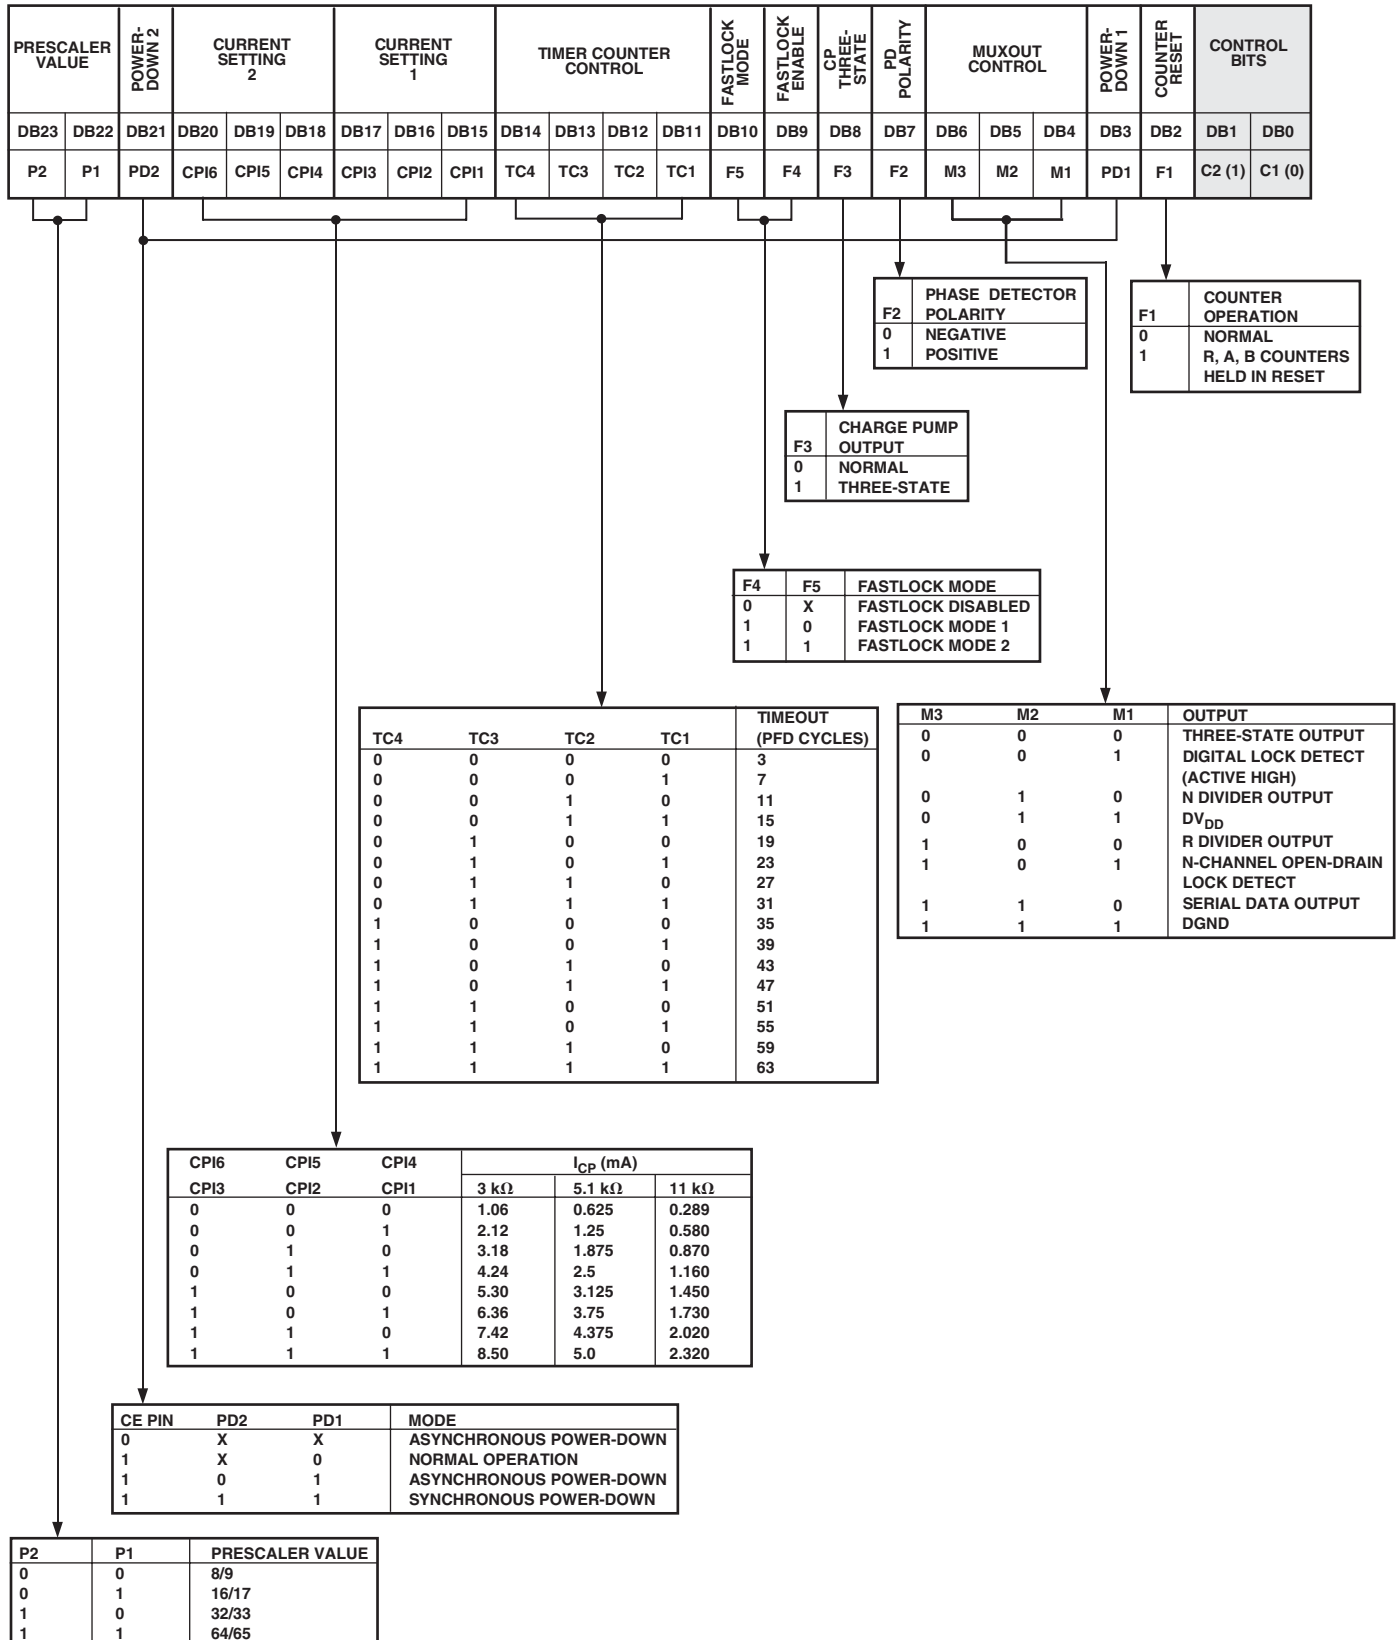 PRESCALER VALUE | POWER-DOWN 2 | CURRENT SETTING 2 | CURRENT SETTING 1 | TIMER COUNTER CONTROL | FASTLOCK MODE | FASTLOCK ENABLE | CP THREE-STATE | PD POLARITY | MUXOUT CONTROL | POWER-DOWN 1 | COUNTER RESET | CONTROL BITS
DB23 DB22 DB21 DB20 DB19 DB18 DB17 DB16 DB15 DB14 DB13 DB12 DB11 DB10 DB9 DB8 DB7 DB6 DB5 DB4 DB3 DB2 DB1 DB0
P2 P1 PD2 CPI6 CPI5 CPI4 CPI3 CPI2 CPI1 TC4 TC3 TC2 TC1 F5 F4 F3 F2 M3 M2 M1 PD1 F1 C2 (1) C1 (0)
F2 PHASE DETECTOR POLARITY
0 NEGATIVE
1 POSITIVE
F1 COUNTER OPERATION
0 NORMAL
1 R, A, B COUNTERS
HELD IN RESET
F3 CHARGE PUMP OUTPUT
0 NORMAL
1 THREE-STATE
F4 F5 FASTLOCK MODE
0 X FASTLOCK DISABLED
1 0 FASTLOCK MODE 1
1 1 FASTLOCK MODE 2
TC4 TC3 TC2 TC1 TIMEOUT (PFD CYCLES)
0 0 0 0 3
0 0 0 1 7
0 0 1 0 11
0 0 1 1 15
0 1 0 0 19
0 1 0 1 23
0 1 1 0 27
0 1 1 1 31
1 0 0 0 35
1 0 0 1 39
1 0 1 0 43
1 0 1 1 47
1 1 0 0 51
1 1 0 1 55
1 1 1 0 59
1 1 1 1 63
M3 M2 M1 OUTPUT
0 0 0 THREE-STATE OUTPUT
0 0 1 DIGITAL LOCK DETECT
(ACTIVE HIGH)
0 1 0 N DIVIDER OUTPUT
0 1 1 DVDD
1 0 0 R DIVIDER OUTPUT
1 0 1 N-CHANNEL OPEN-DRAIN
LOCK DETECT
1 1 0 SERIAL DATA OUTPUT
1 1 1 DGND
CPI6 CPI5 CPI4 ICP (mA)
CPI3 CPI2 CPI1 3 kΩ 5.1 kΩ 11 kΩ
0 0 0 1.06 0.625 0.289
0 0 1 2.12 1.25 0.580
0 1 0 3.18 1.875 0.870
0 1 1 4.24 2.5 1.160
1 0 0 5.30 3.125 1.450
1 0 1 6.36 3.75 1.730
1 1 0 7.42 4.375 2.020
1 1 1 8.50 5.0 2.320
CE PIN PD2 PD1 MODE
0 X X ASYNCHRONOUS POWER-DOWN
1 X 0 NORMAL OPERATION
1 0 1 ASYNCHRONOUS POWER-DOWN
1 1 1 SYNCHRONOUS POWER-DOWN
P2 P1 PRESCALER VALUE
0 0 8/9
0 1 16/17
1 0 32/33
1 1 64/65